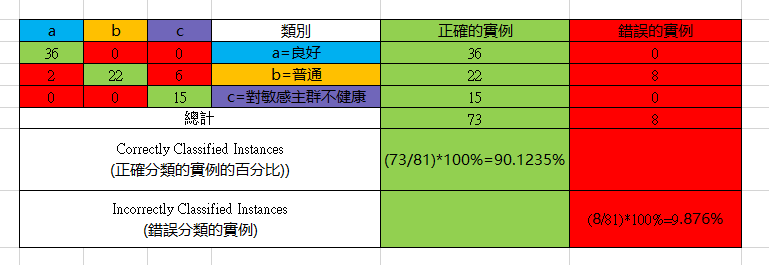 a b c 類別 正確的實例 錯誤的實例
36 0 0 a=良好 36 0
2 22 6 b=普通 22 8
0 0 15 c=對敏感主群不健康 15 0
總計 73 8
Correctly Classified Instances
(正確分類的實例的百分比)) (73/81)*100%=90.1235%
Incorrectly Classified Instances
(錯誤分類的實例) (8/81)*100%=9.876%